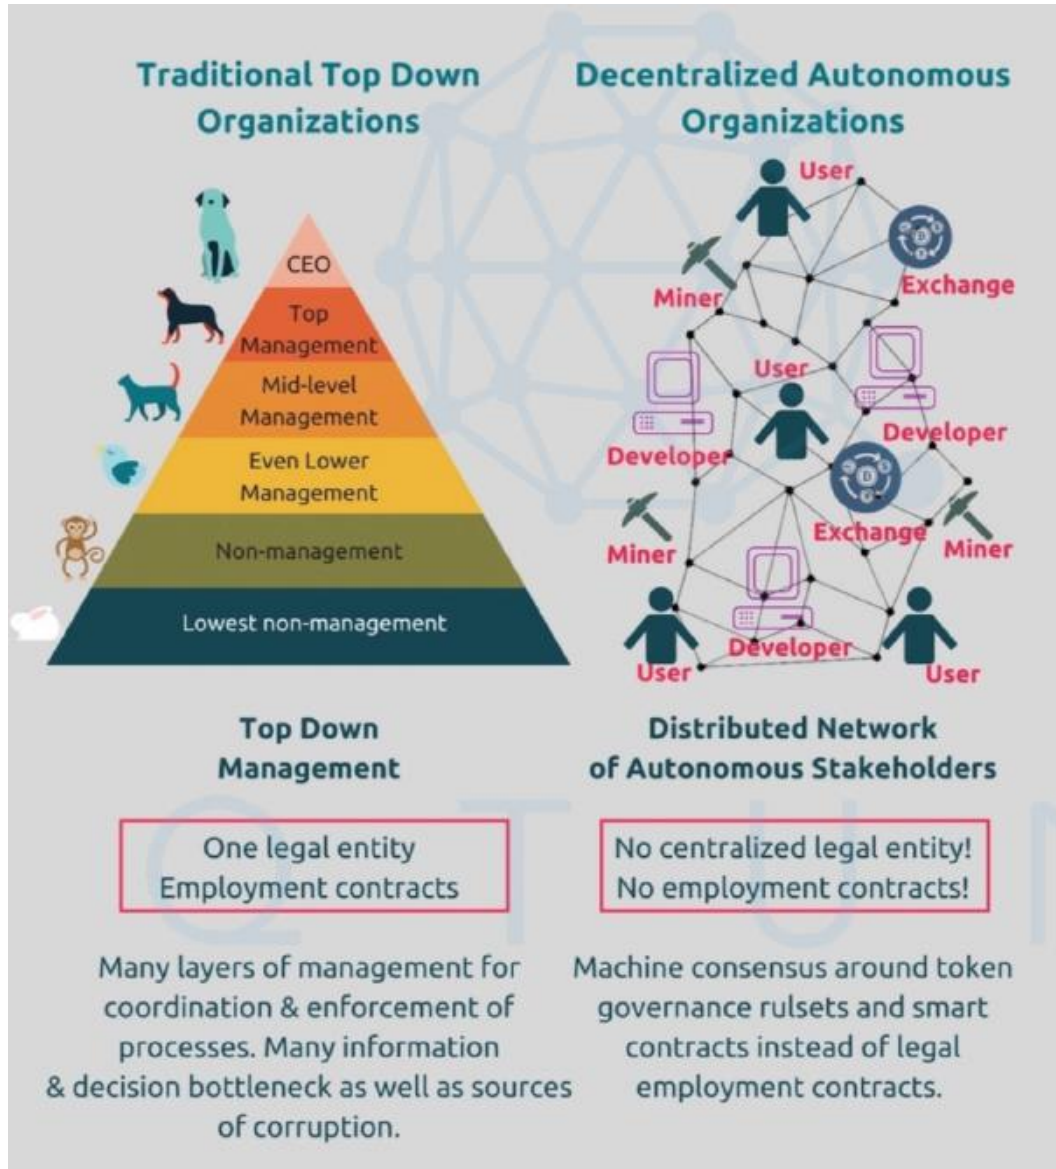 Traditional Top Down
Organizations
CEO
Top
Management
Mid-level
Management
Even Lower
Management
Non-management
Lowest non-management
Top Down
Management
One legal entity
Employment contracts
Many layers of management for
coordination & enforcement of
processes. Many information
& decision bottleneck as well as sources
of corruption.
Decentralized Autonomous
Organizations
User
Miner
Exchange
User
Developer
Developer
Exchange
Miner
Miner
Developer
User
User
Distributed Network
of Autonomous Stakeholders
No centralized legal entity!
No employment contracts!
Machine consensus around token
governance rulsets and smart
contracts instead of legal
employment contracts.